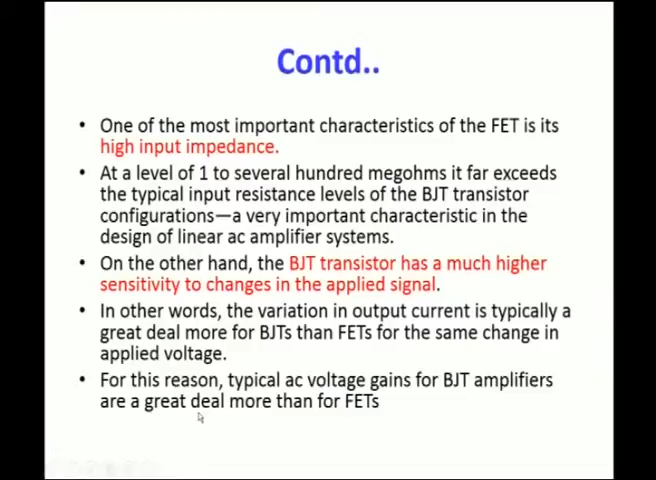 Contd..
• One of the most important characteristics of the FET is its
high input impedance.
• At a level of 1 to several hundred megohms it far exceeds
the typical input resistance levels of the BJT transistor
configurations—a very important characteristic in the
design of linear ac amplifier systems.
• On the other hand, the BJT transistor has a much higher
sensitivity to changes in the applied signal.
• In other words, the variation in output current is typically a
great deal more for BJTs than FETs for the same change in
applied voltage.
• For this reason, typical ac voltage gains for BJT amplifiers
are a great deal more than for FETs